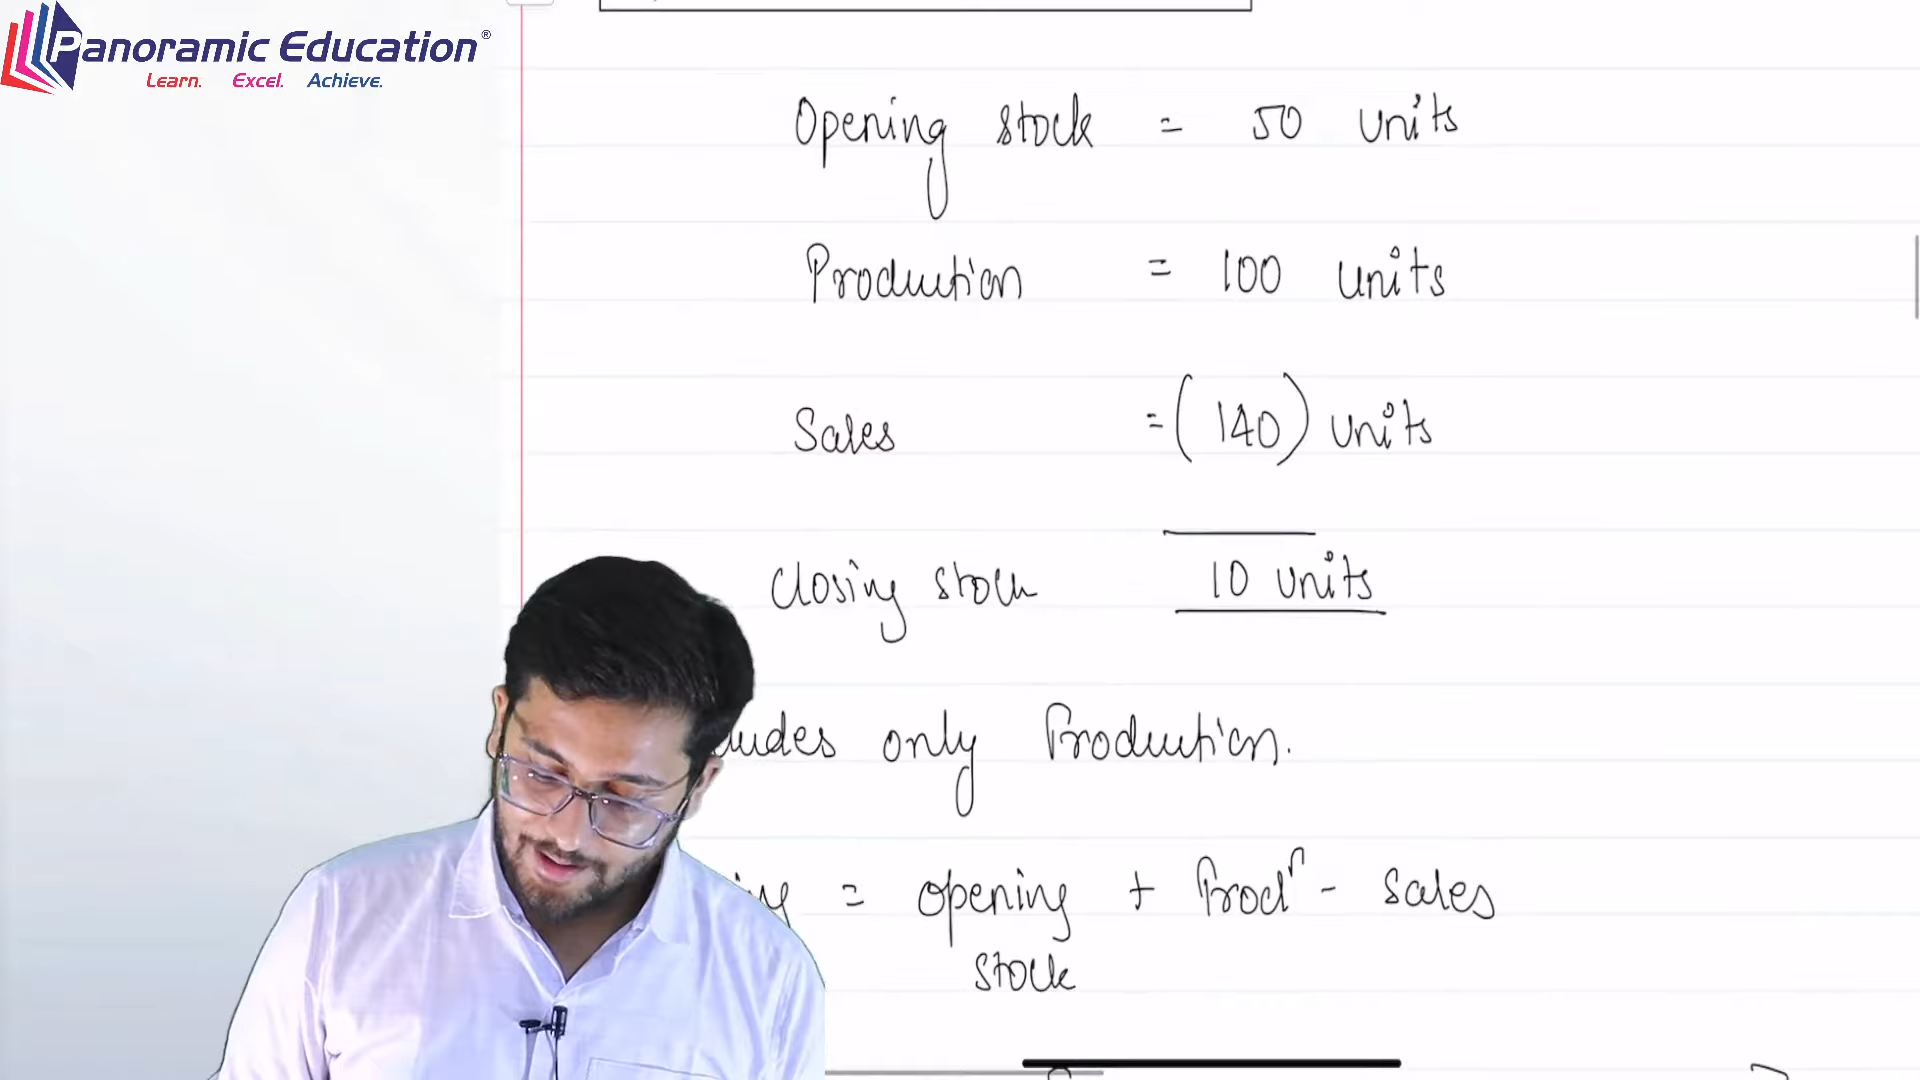 Panoramic Education®
Learn. Excel. Achieve.
Opening stock = 50 units
Production = 100 units
Sales = (140) units
Closing stock 10 units
only Production.
= opening + Prodn - sales
stock